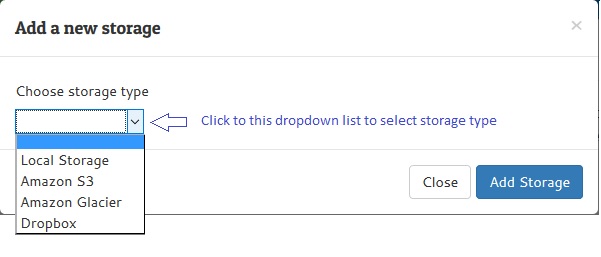 Add a new storage
×
Choose storage type
Click to this dropdown list to select storage type
Local Storage
Amazon S3
Amazon Glacier
Dropbox
Close
Add Storage